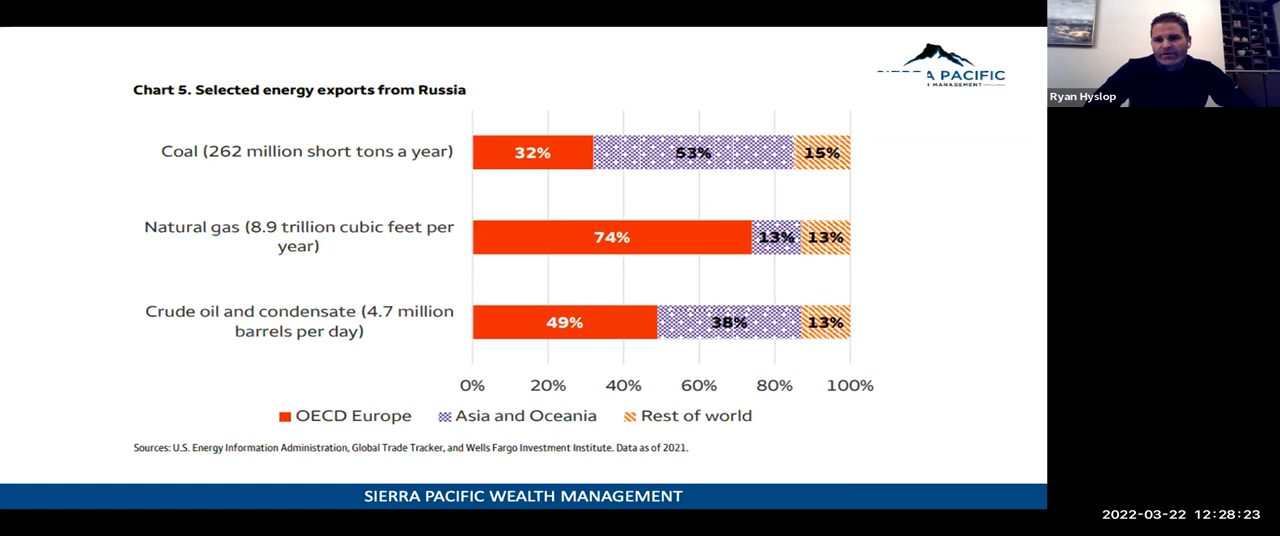 SIERRA PACIFIC
MANAGEMENT
Ryan Hyslop
Chart 5. Selected energy exports from Russia
Coal (262 million short tons a year)
32% 53% 15%
Natural gas (8.9 trillion cubic feet per
year)
74% 13% 13%
Crude oil and condensate (4.7 million
barrels per day)
49% 38% 13%
0% 20% 40% 60% 80% 100%
OECD Europe Asia and Oceania Rest of world
Sources: U.S. Energy Information Administration, Global Trade Tracker, and Wells Fargo Investment Institute. Data as of 2021.
SIERRA PACIFIC WEALTH MANAGEMENT
2022-03-22 12:28:23